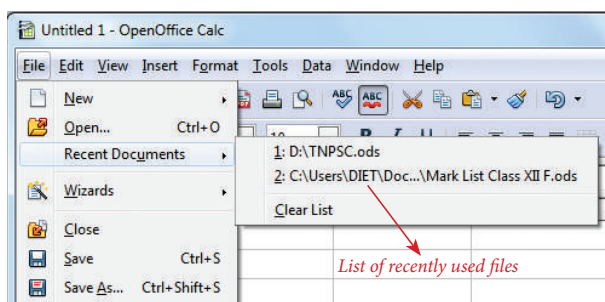 Untitled 1 - OpenOffice Calc
File Edit View Insert Format Tools Data Window Help
New
ABC ABC
Open... Ctrl+O
Recent Documents
1: D:\TNPSC.ods
2: C:\Users\DIET\Doc...\Mark List Class XII F.ods
Wizards
Clear List
Close
Save Ctrl+S
List of recently used files
Save As... Ctrl+Shift+S